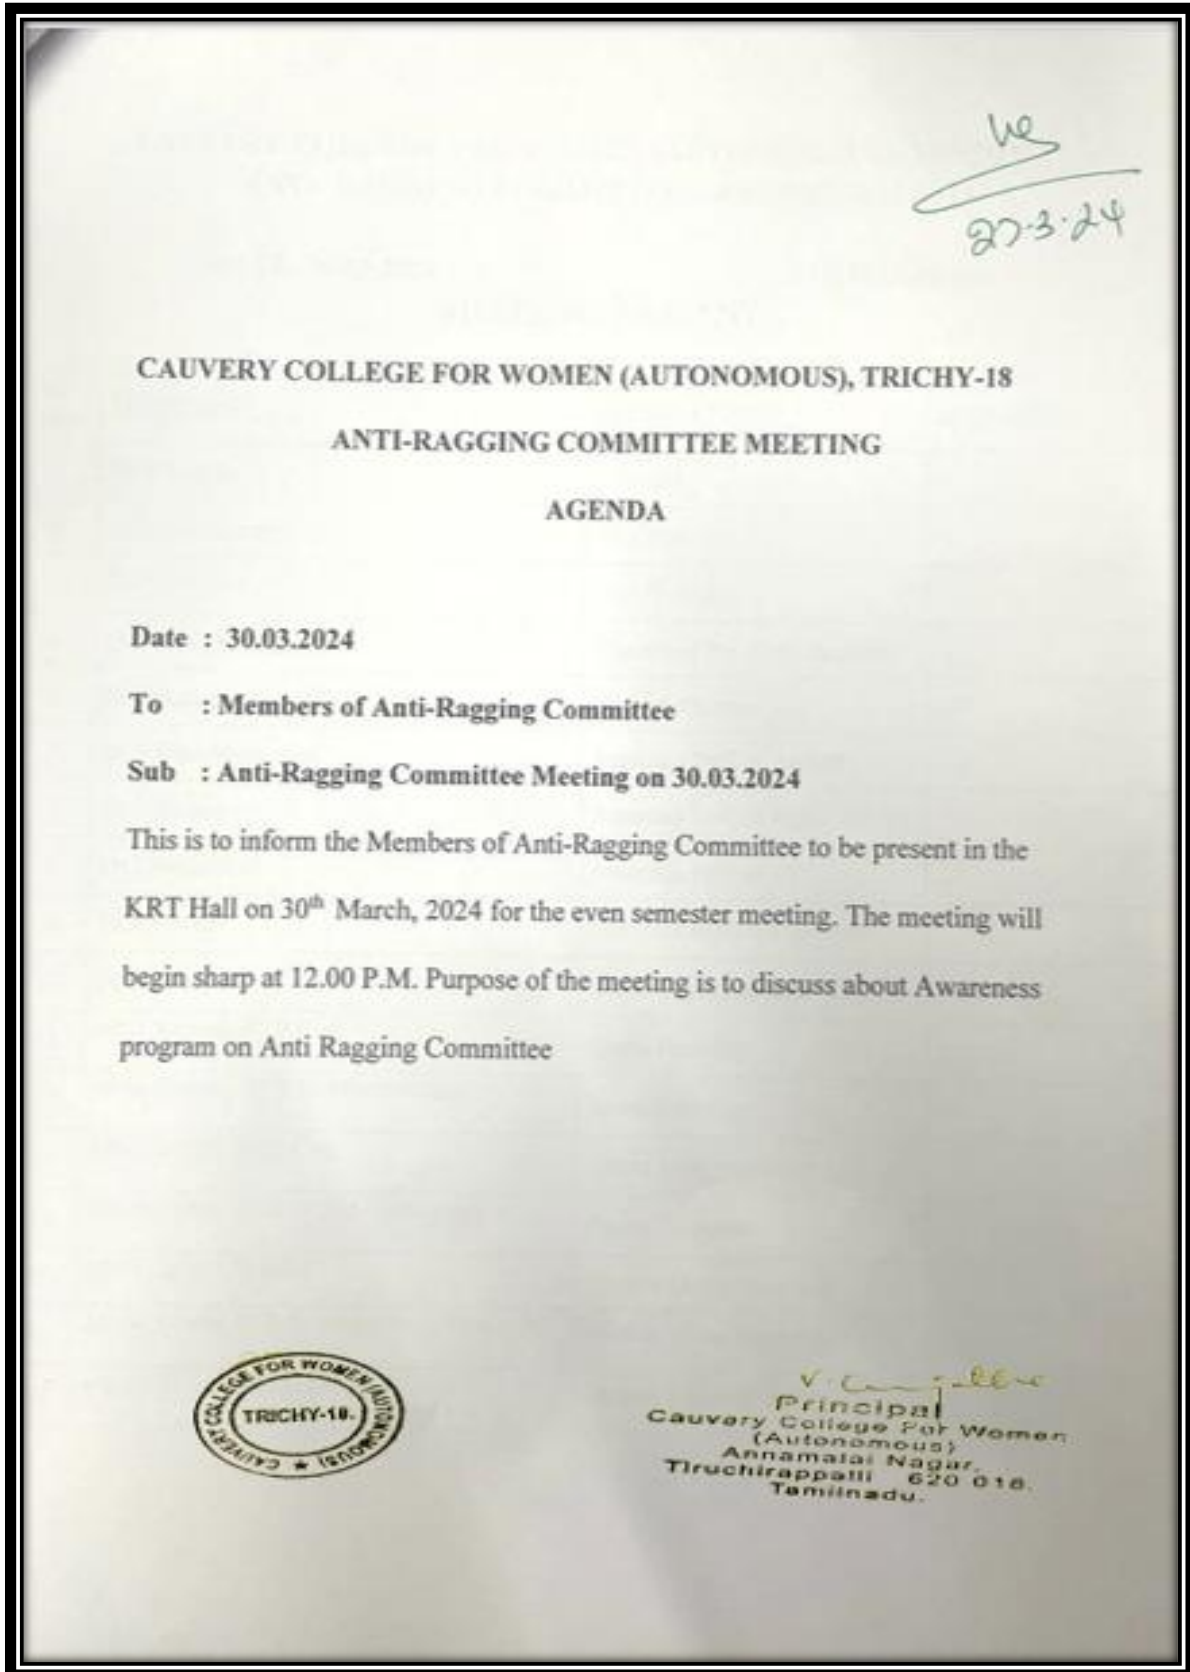 27.3.24
CAUVERY COLLEGE FOR WOMEN (AUTONOMOUS), TRICHY-18
ANTI-RAGGING COMMITTEE MEETING
AGENDA
Date : 30.03.2024
To : Members of Anti-Ragging Committee
Sub : Anti-Ragging Committee Meeting on 30.03.2024
This is to inform the Members of Anti-Ragging Committee to be present in the
KRT Hall on 30th March, 2024 for the even semester meeting. The meeting will
begin sharp at 12.00 P.M. Purpose of the meeting is to discuss about Awareness
program on Anti Ragging Committee
CAUVERY COLLEGE FOR WOMEN (AUTONOMOUS) ★
TRICHY-18.
Principal
Cauvery College For Women
(Autonomous)
Annamalai Nagar,
Tiruchirappalli 620 018.
Tamilnadu.